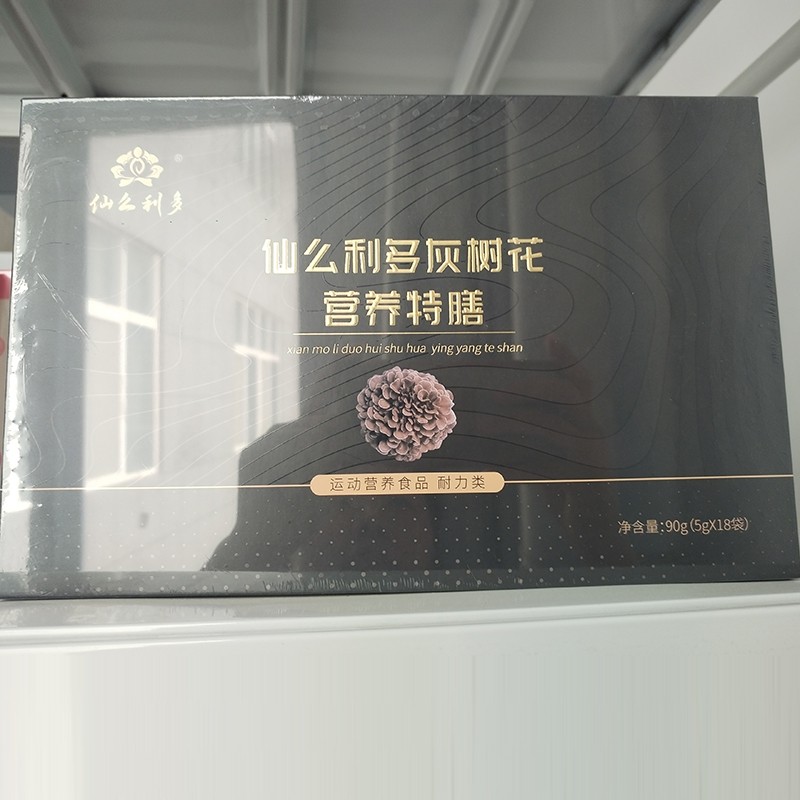 ®
仙么利多
仙么利多灰树花
营养特膳
xian mo li duo hui shu hua ying yang te shan
运动营养食品 耐力类
净含量:90g(5gX18袋)